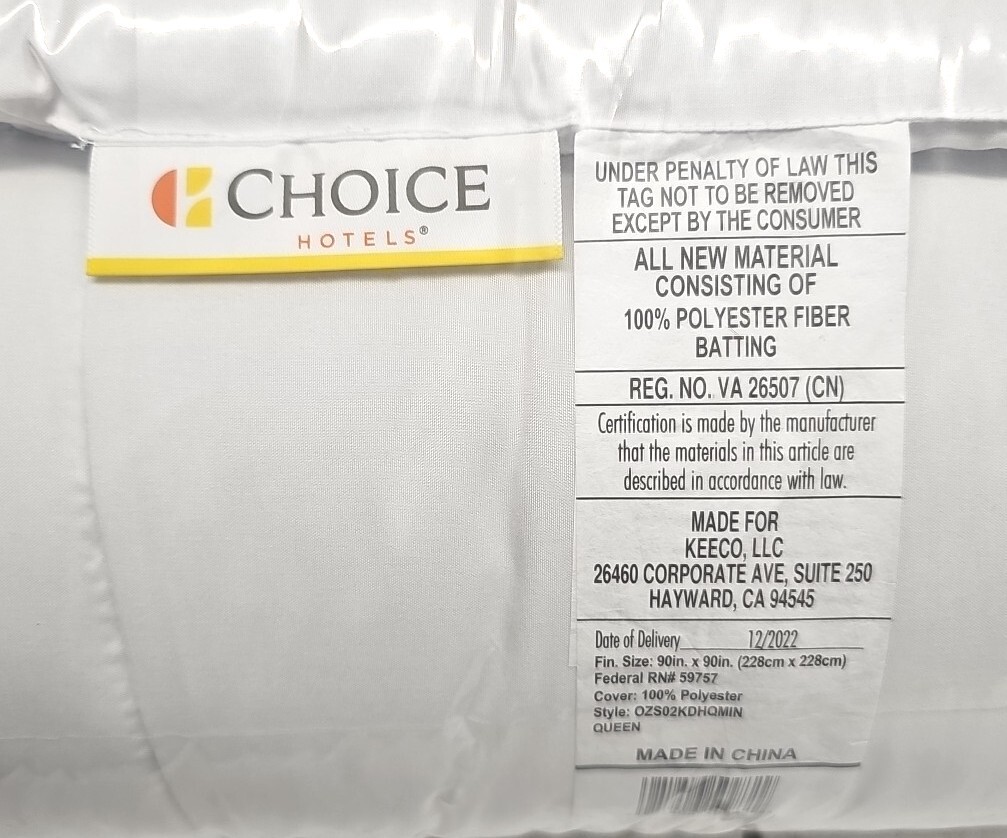 CHOICE
HOTELS®
UNDER PENALTY OF LAW THIS
TAG NOT TO BE REMOVED
EXCEPT BY THE CONSUMER
ALL NEW MATERIAL
CONSISTING OF
100% POLYESTER FIBER
BATTING
REG. NO. VA 26507 (CN)
Certification is made by the manufacturer
that the materials in this article are
described in accordance with law.
MADE FOR
KEECO, LLC
26460 CORPORATE AVE, SUITE 250
HAYWARD, CA 94545
Date of Delivery 12/2022
Fin. Size: 90in. x 90in. (228cm x 228cm)
Federal RN# 59757
Cover: 100% Polyester
Style: OZS02KDHQMIN
QUEEN
MADE IN CHINA